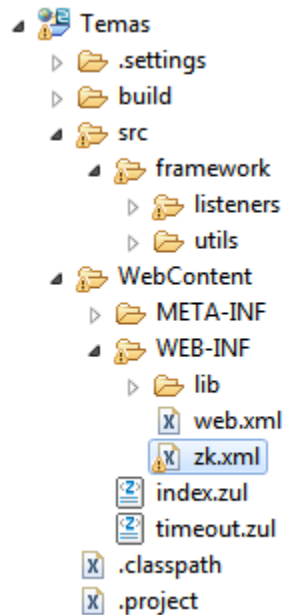 Temas
.settings
build
src
framework
listeners
utils
WebContent
META-INF
WEB-INF
lib
web.xml
zk.xml
index.zul
timeout.zul
.classpath
.project